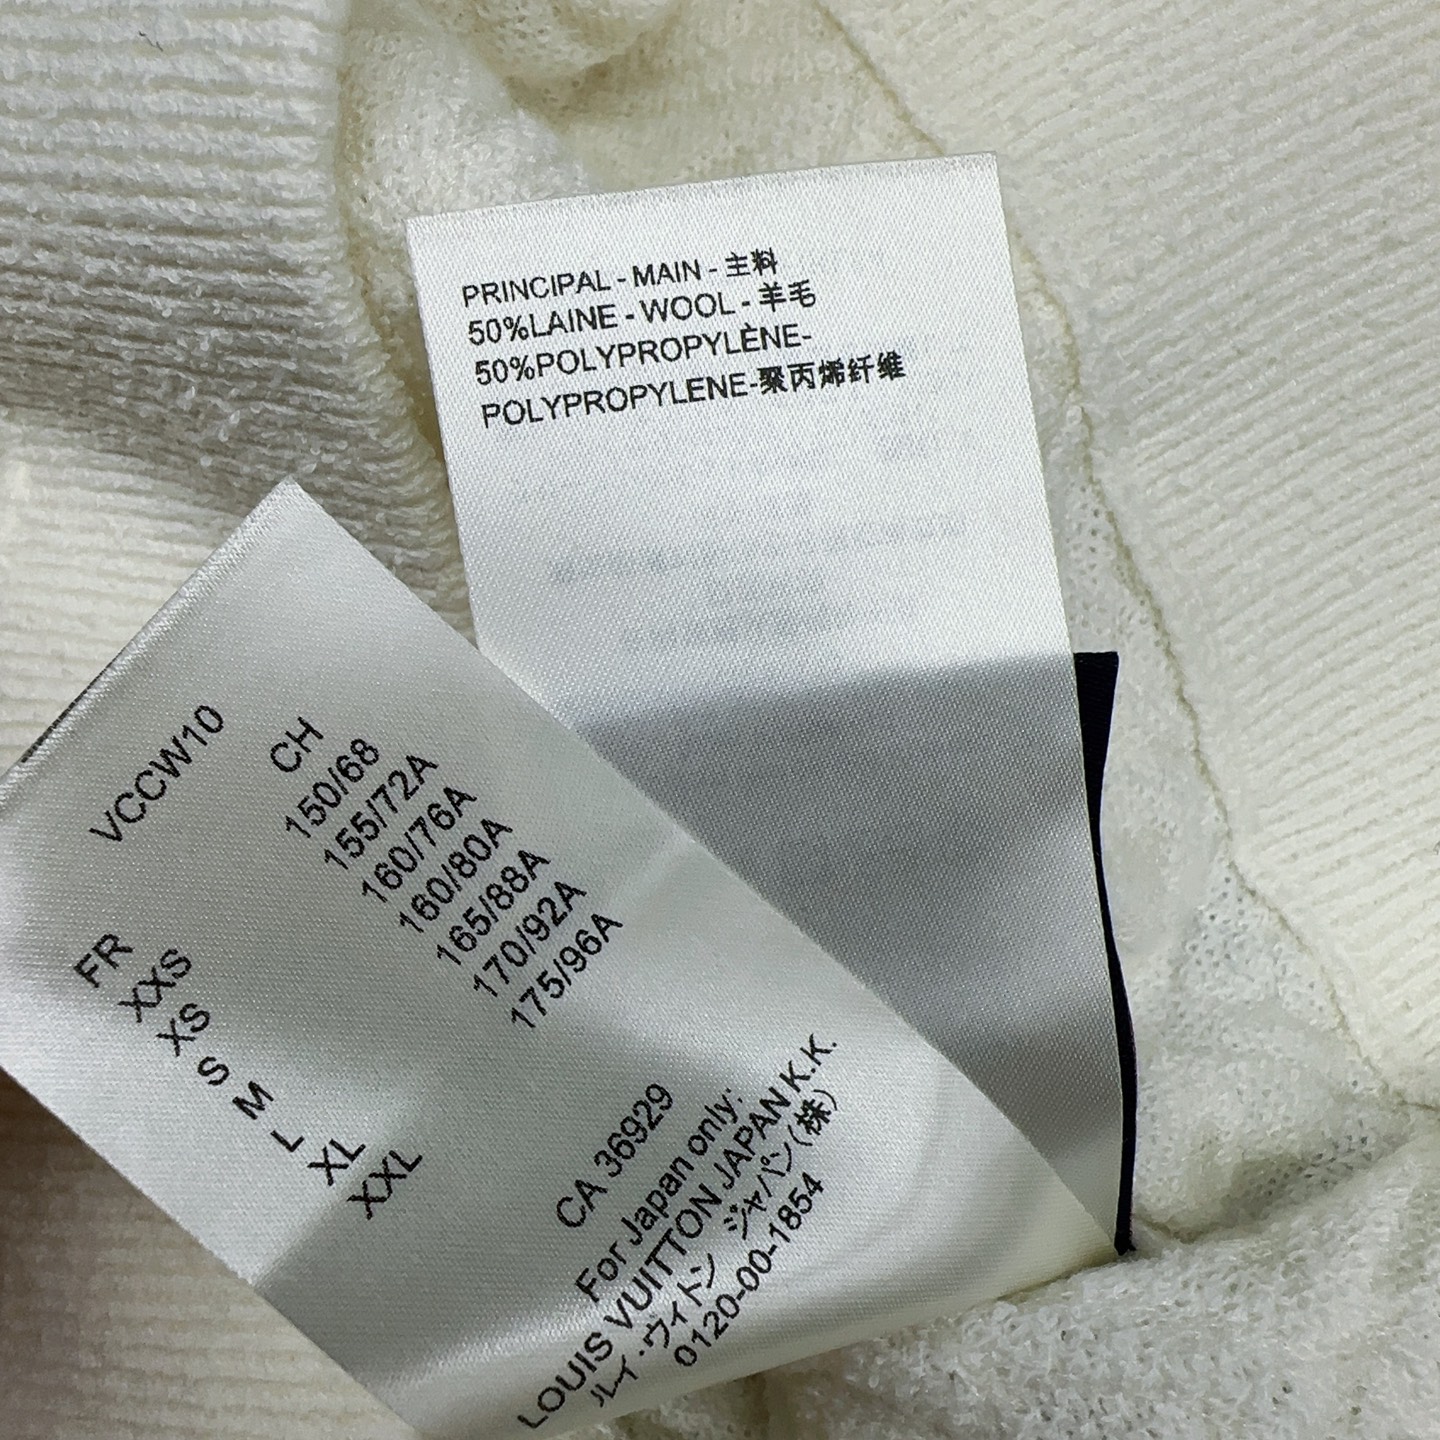 PRINCIPAL - MAIN - 主料
50%LAINE - WOOL - 羊毛
50%POLYPROPYLÈNE-
POLYPROPYLENE-聚丙烯纤维
VCCW10
CH
150/68
155/72A
160/76A
160/80A
165/88A
170/92A
175/96A
FR
XXS
XS
S
M
L
XL
XXL
CA 36929
For Japan only:
LOUIS VUITTON JAPAN K.K.
ルイ・ヴィトン ジャパン(株)
0120-00-1854